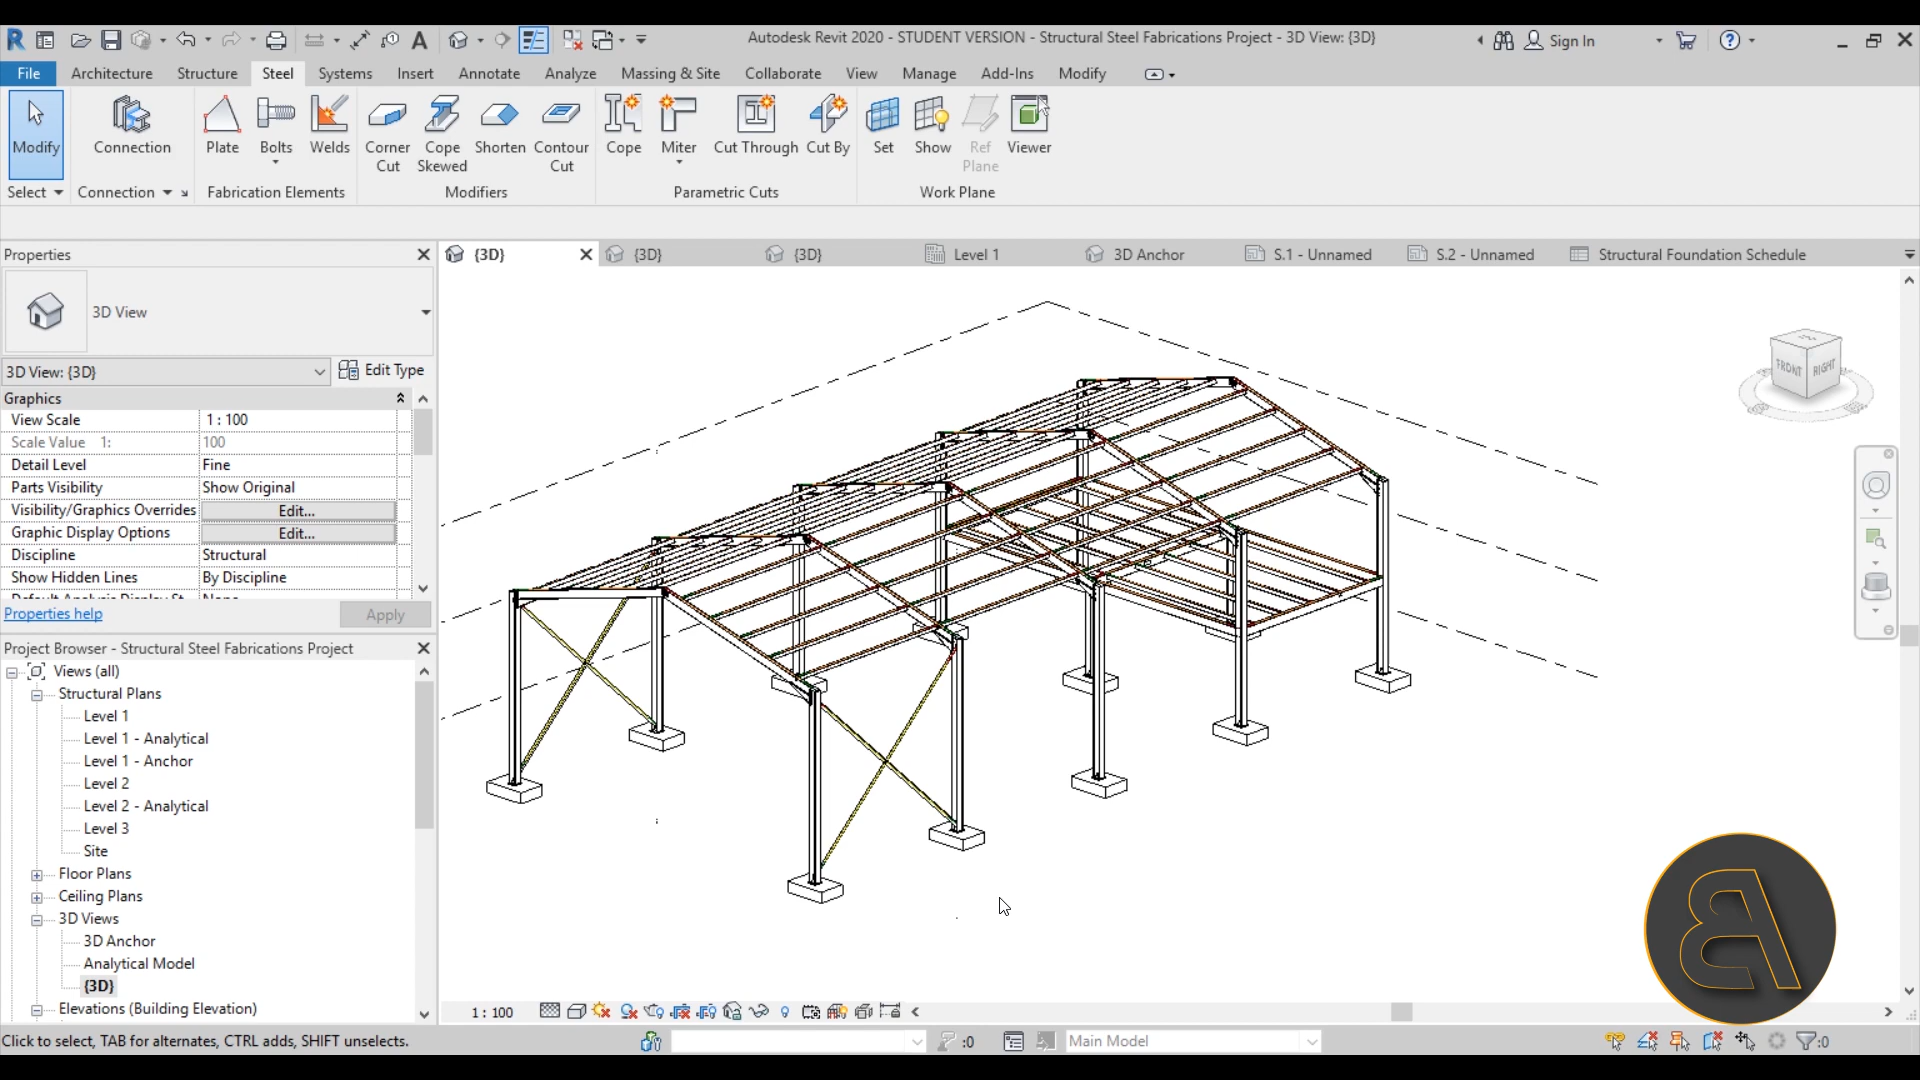 Autodesk Revit 2020 - STUDENT VERSION - Structural Steel Fabrications Project - 3D View: {3D}
Sign In
File Architecture Structure Steel Systems Insert Annotate Analyze Massing & Site Collaborate View Manage Add-Ins Modify
Modify
Connection
Plate
Bolts
Welds
Corner
Cut
Cope
Skewed
Shorten
Contour
Cut
Cope
Miter
Cut Through
Cut By
Set
Show
Ref
Plane
Viewer
Select Connection Fabrication Elements Modifiers Parametric Cuts Work Plane
Properties
{3D} {3D} {3D} Level 1 3D Anchor S.1 - Unnamed S.2 - Unnamed Structural Foundation Schedule
3D View
3D View: {3D} Edit Type
Graphics
View Scale 1 : 100
Scale Value 1: 100
Detail Level Fine
Parts Visibility Show Original
Visibility/Graphics Overrides Edit...
Graphic Display Options Edit...
Discipline Structural
Show Hidden Lines By Discipline
Properties help Apply
Project Browser - Structural Steel Fabrications Project
Views (all)
Structural Plans
Level 1
Level 1 - Analytical
Level 1 - Anchor
Level 2
Level 2 - Analytical
Level 3
Site
Floor Plans
Ceiling Plans
3D Views
3D Anchor
Analytical Model
{3D}
Elevations (Building Elevation)
FRONT RIGHT
1 : 100
Click to select, TAB for alternates, CTRL adds, SHIFT unselects.
:0
Main Model
:0